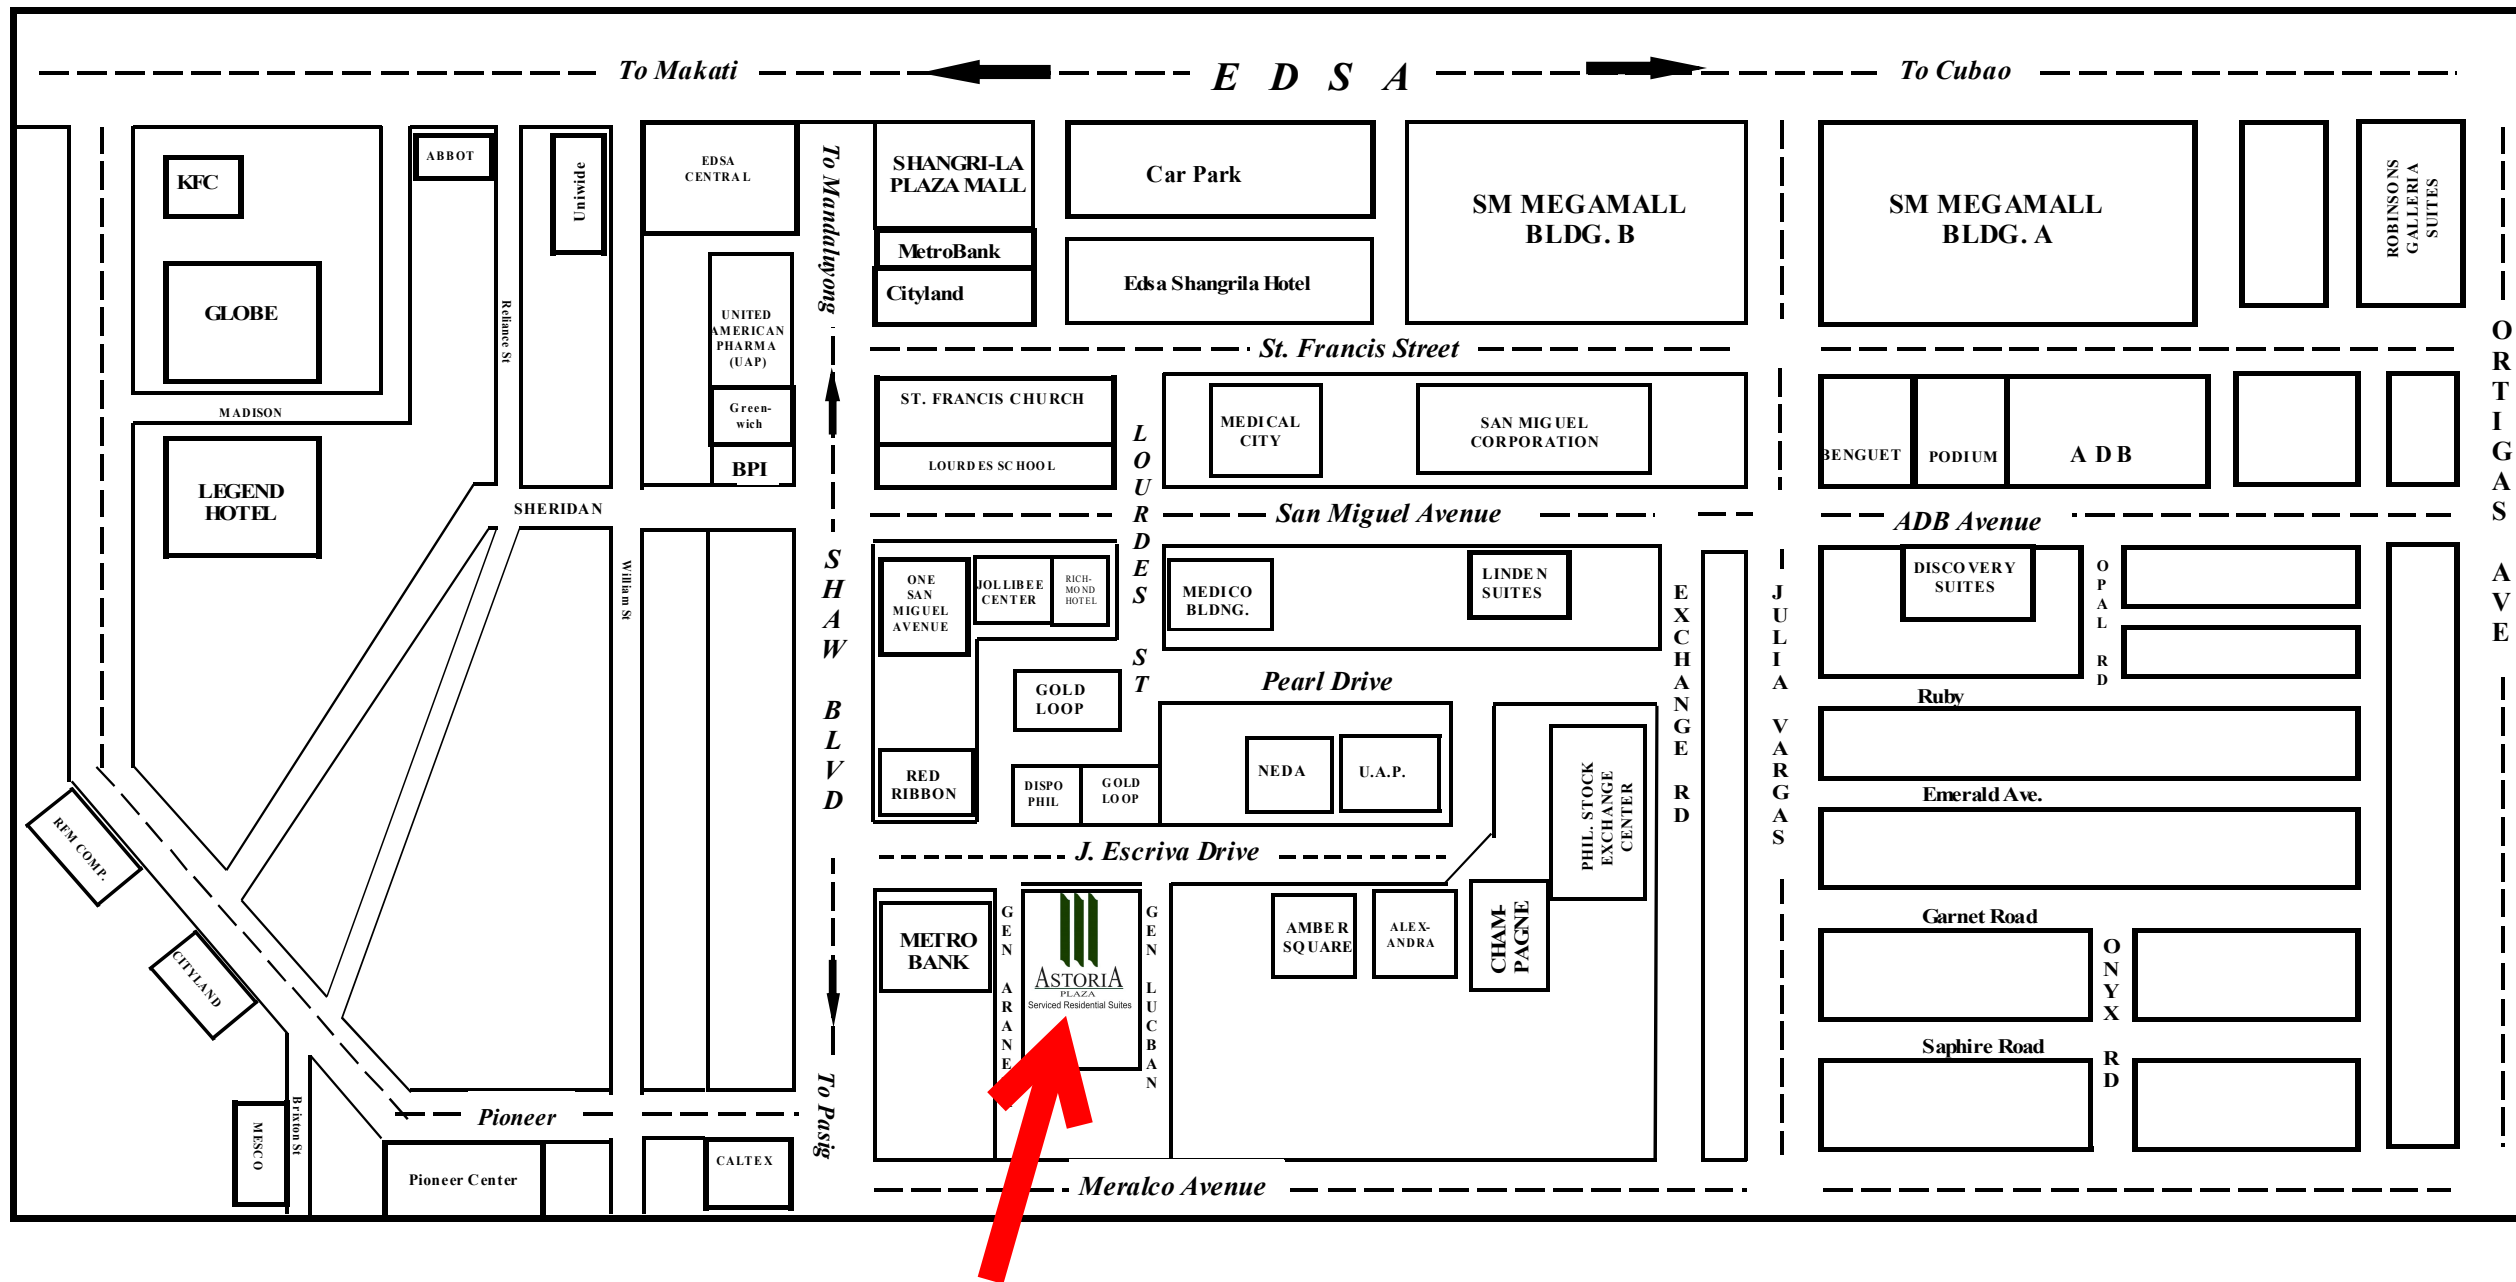 To Makati
E D S A
To Cubao
KFC
ABBOT
Uniwide
EDSA
CENTRAL
To Mandaluyong
SHANGRI-LA
PLAZA MALL
Car Park
SM MEGAMALL
BLDG. B
SM MEGAMALL
BLDG. A
ROBINSONS
GALLERIA
SUITES
MetroBank
Cityland
Edsa Shangrila Hotel
GLOBE
Reliance St
UNITED
AMERICAN
PHARMA
(UAP)
St. Francis Street
ORTIGAS AVE
MADISON
Green-
wich
BPI
ST. FRANCIS CHURCH
LOURDES SCHOOL
LOURDES ST
MEDICAL
CITY
SAN MIGUEL
CORPORATION
BENGUET
PODIUM
A D B
LEGEND
HOTEL
SHERIDAN
San Miguel Avenue
ADB Avenue
William St
SHAW BLVD
ONE
SAN
MIGUEL
AVENUE
JOLLIBEE
CENTER
RICH-
MOND
HOTEL
MEDICO
BLDNG.
LINDEN
SUITES
EXCHANGE RD
JULIA VARGAS
DISCOVERY
SUITES
OPAL RD
GOLD
LOOP
Pearl Drive
Ruby
RED
RIBBON
DISPO
PHIL
GOLD
LOOP
NEDA
U.A.P.
PHIL. STOCK
EXCHANGE
CENTER
Emerald Ave.
RFM COMP.
J. Escriva Drive
CITYLAND
METRO
BANK
GEN ARANE
ASTORIA
PLAZA
Serviced Residential Suites
GEN LUCBAN
AMBER
SQUARE
ALEX-
ANDRA
CHAM-
PAGNE
Garnet Road
ONYX RD
Saphire Road
MESCO
Brixton St
Pioneer
To Pasig
Pioneer Center
CALTEX
Meralco Avenue